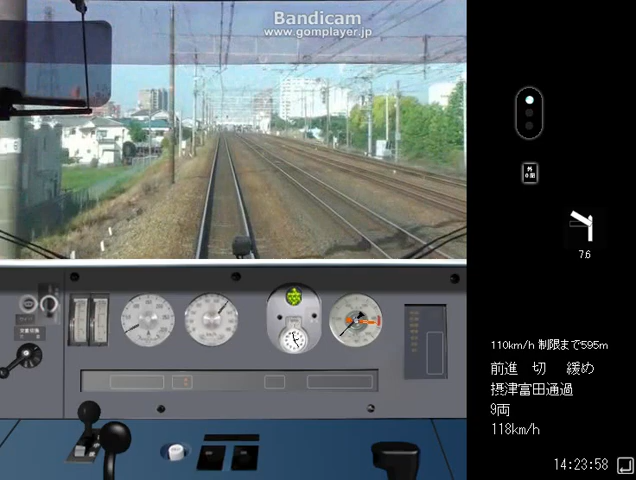 Bandicam
www.gomplayer.jp
7.6
110km/h 制限まで595m
前進 切 緩め
摂津富田通過
9両
118km/h
14:23:58